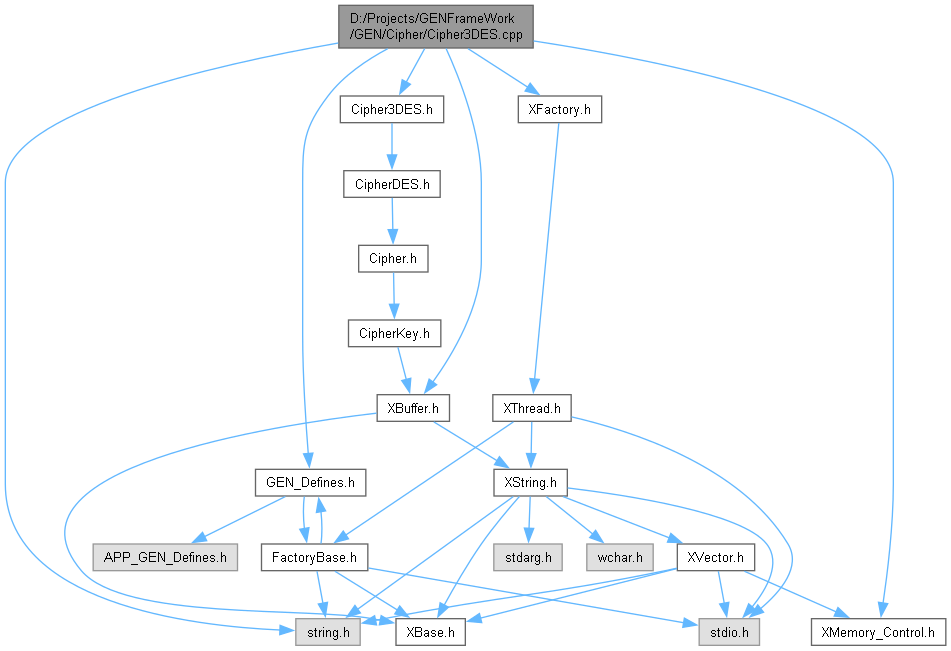 D:/Projects/GENFrameWork
/GEN/Cipher/Cipher3DES.cpp
Cipher3DES.h
XFactory.h
CipherDES.h
Cipher.h
CipherKey.h
XBuffer.h
XThread.h
GEN_Defines.h
XString.h
APP_GEN_Defines.h
FactoryBase.h
stdarg.h
wchar.h
XVector.h
string.h
XBase.h
stdio.h
XMemory_Control.h